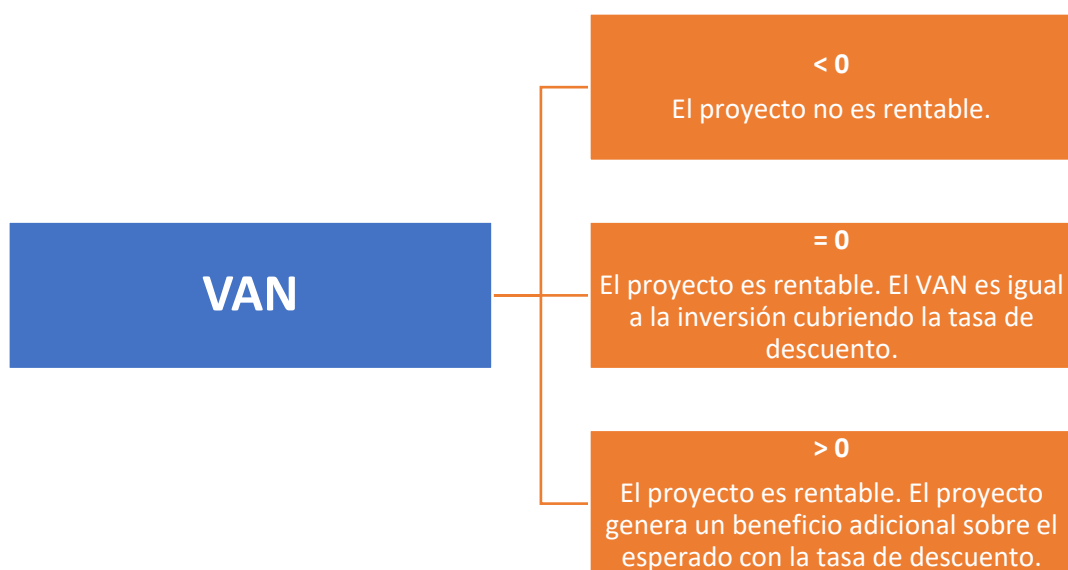 VAN
< 0
El proyecto no es rentable.
= 0
El proyecto es rentable. El VAN es igual
a la inversión cubriendo la tasa de
descuento.
> 0
El proyecto es rentable. El proyecto
genera un beneficio adicional sobre el
esperado con la tasa de descuento.